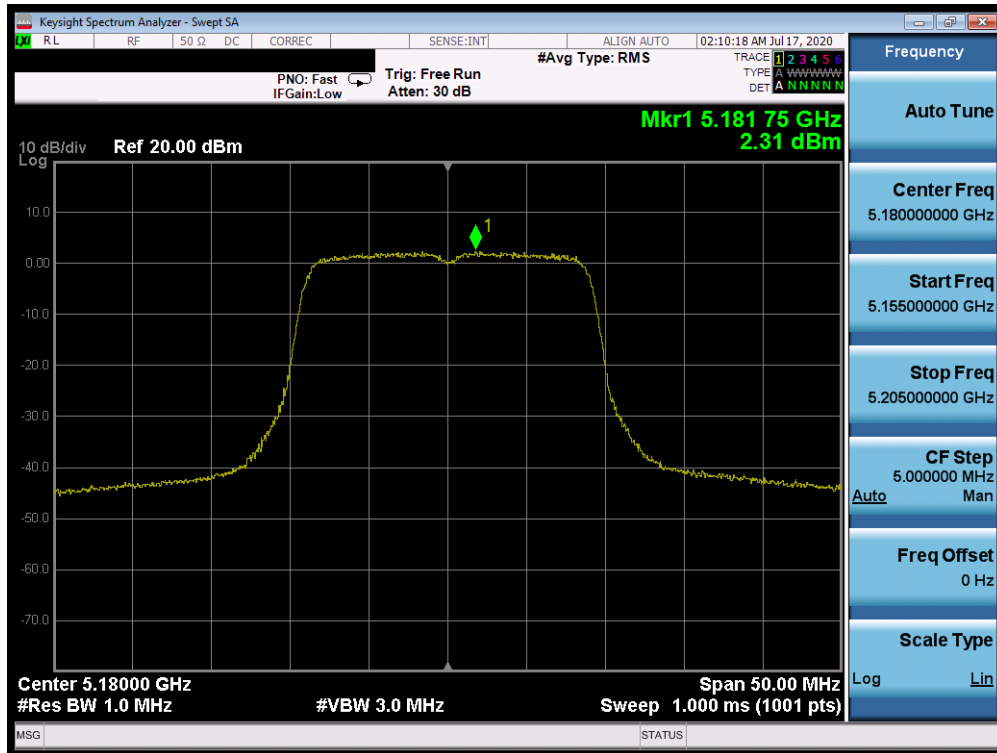 Keysight Spectrum Analyzer - Swept SA
LXI RL RF 50 Ω DC CORREC SENSE:INT ALIGN AUTO 02:10:18 AM Jul 17, 2020
#Avg Type: RMS TRACE 1 2 3 4 5 6
PNO: Fast Trig: Free Run TYPE A WWWWW
IFGain:Low Atten: 30 dB DET A N N N N N
Mkr1 5.181 75 GHz
10 dB/div Ref 20.00 dBm 2.31 dBm
Log
10.0
1
0.00
-10.0
-20.0
-30.0
-40.0
-50.0
-60.0
-70.0
Center 5.18000 GHz Span 50.00 MHz
#Res BW 1.0 MHz #VBW 3.0 MHz Sweep 1.000 ms (1001 pts)
MSG STATUS
Frequency
Auto Tune
Center Freq
5.180000000 GHz
Start Freq
5.155000000 GHz
Stop Freq
5.205000000 GHz
CF Step
5.000000 MHz
Auto Man
Freq Offset
0 Hz
Scale Type
Log Lin